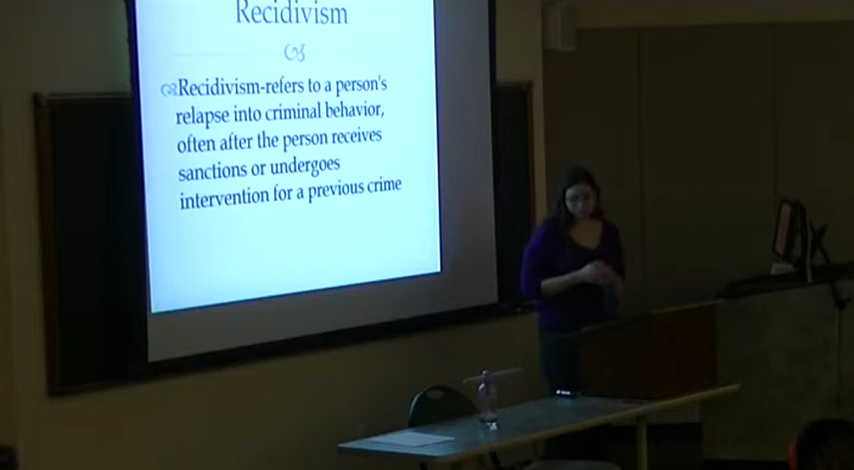 Recidivism
Recidivism-refers to a person's
relapse into criminal behavior,
often after the person receives
sanctions or undergoes
intervention for a previous crime